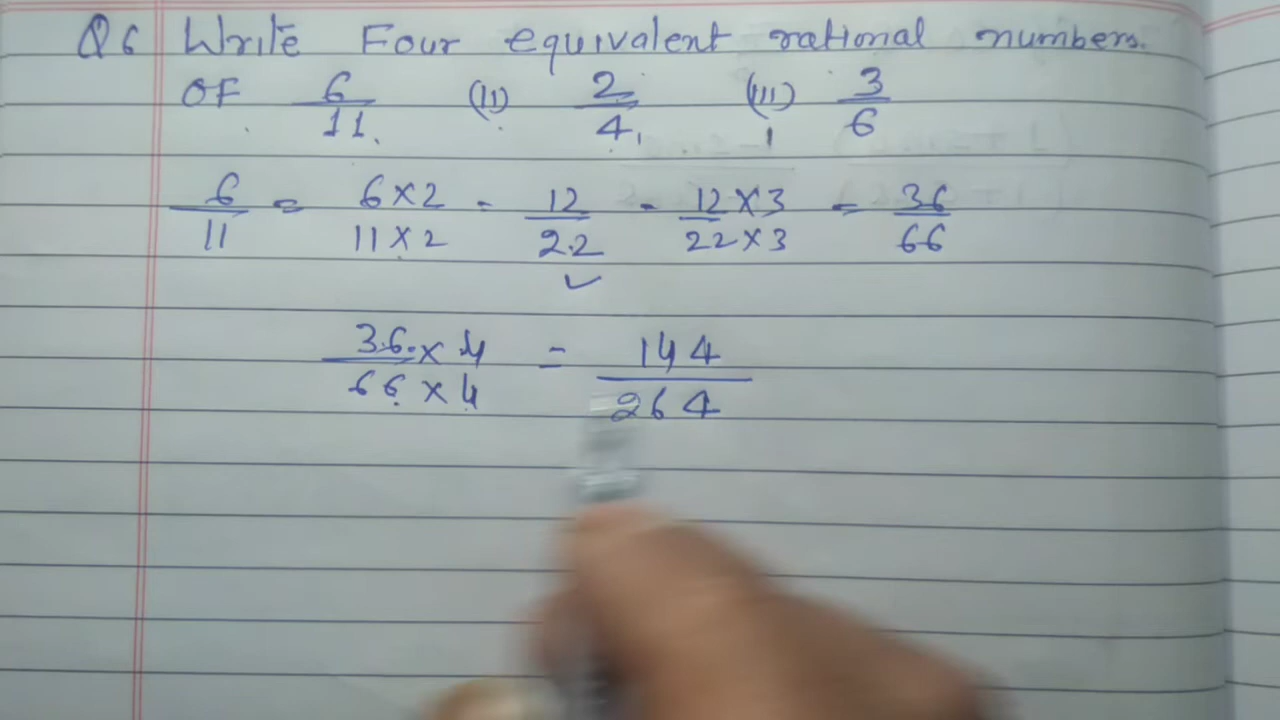 Q6 Write Four equivalent rational numbers.
OF 6/11. (II) 2/4, (III) 3/6
6/11 = 6×2/11×2 = 12/22 = 12×3/22×3 = 36/66
36×4/66×4 = 144/264